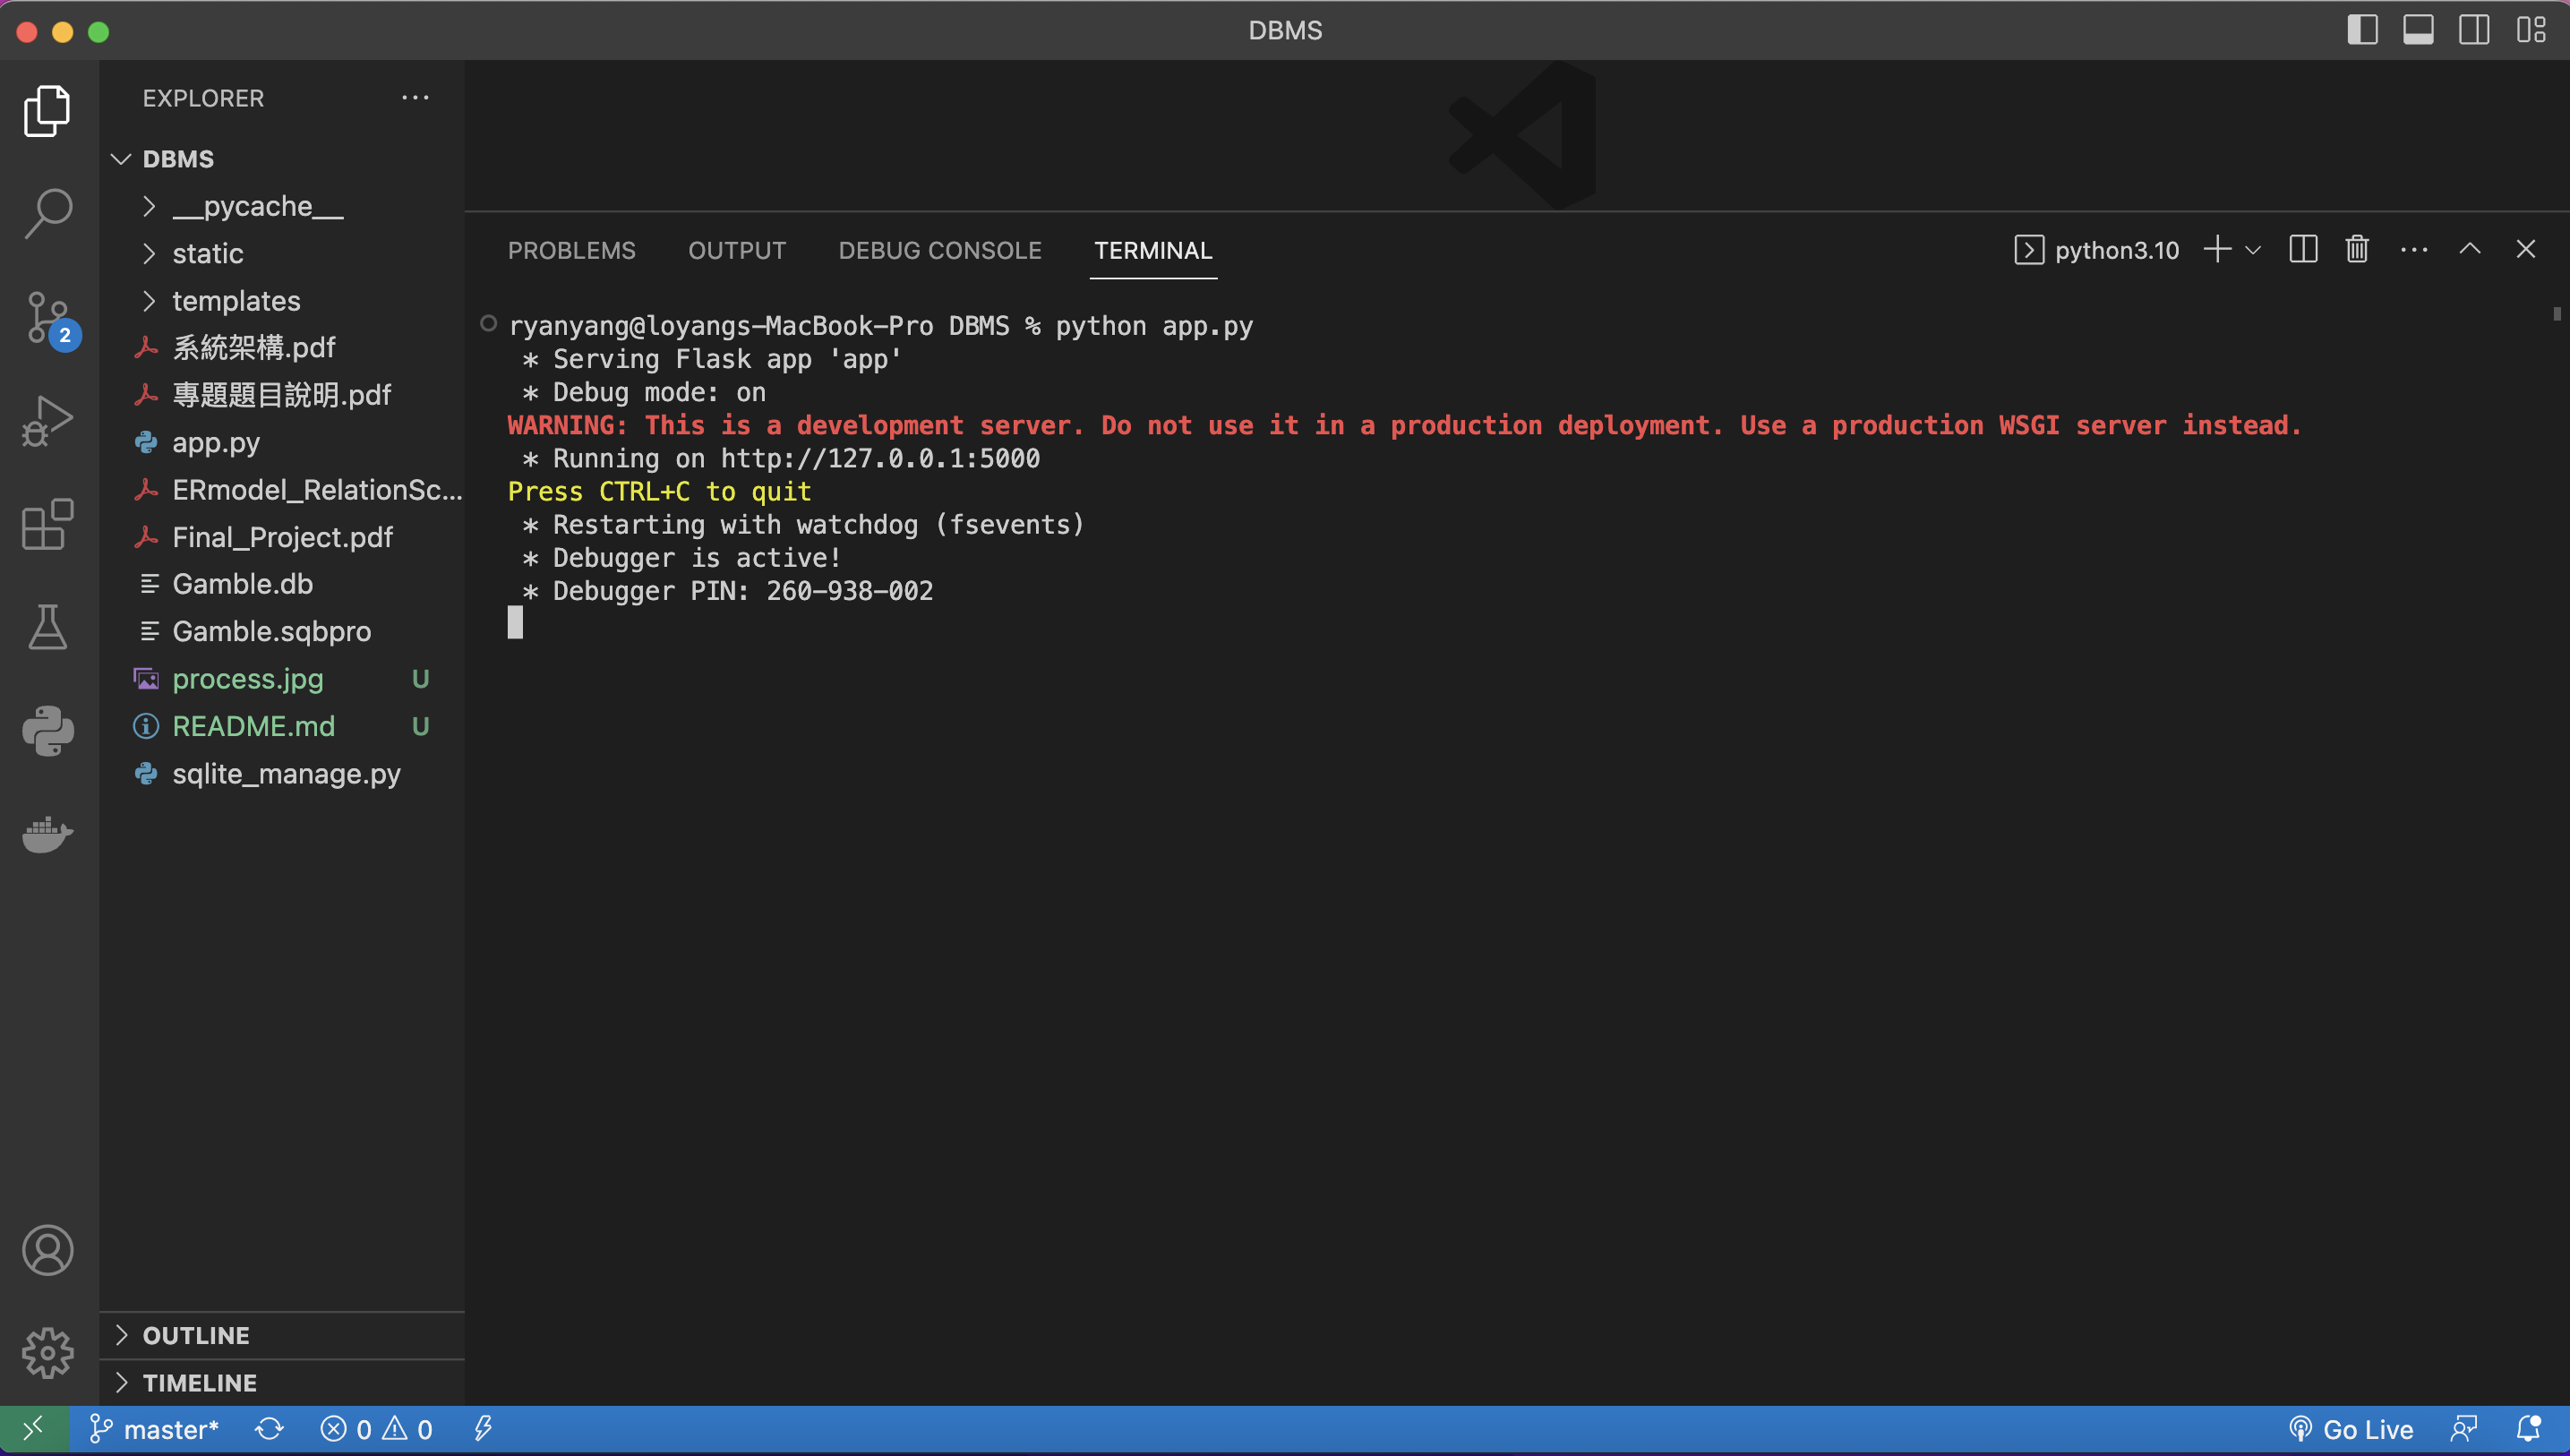 DBMS
EXPLORER
DBMS
__pycache__
static
templates
系統架構.pdf
專題題目說明.pdf
app.py
ERmodel_RelationSc...
Final_Project.pdf
Gamble.db
Gamble.sqbpro
process.jpg U
README.md U
sqlite_manage.py
2
OUTLINE
TIMELINE
PROBLEMS OUTPUT DEBUG CONSOLE TERMINAL
python3.10
ryanyang@loyangs-MacBook-Pro DBMS % python app.py
* Serving Flask app 'app'
* Debug mode: on
WARNING: This is a development server. Do not use it in a production deployment. Use a production WSGI server instead.
* Running on http://127.0.0.1:5000
Press CTRL+C to quit
* Restarting with watchdog (fsevents)
* Debugger is active!
* Debugger PIN: 260-938-002
master* 0 0 Go Live